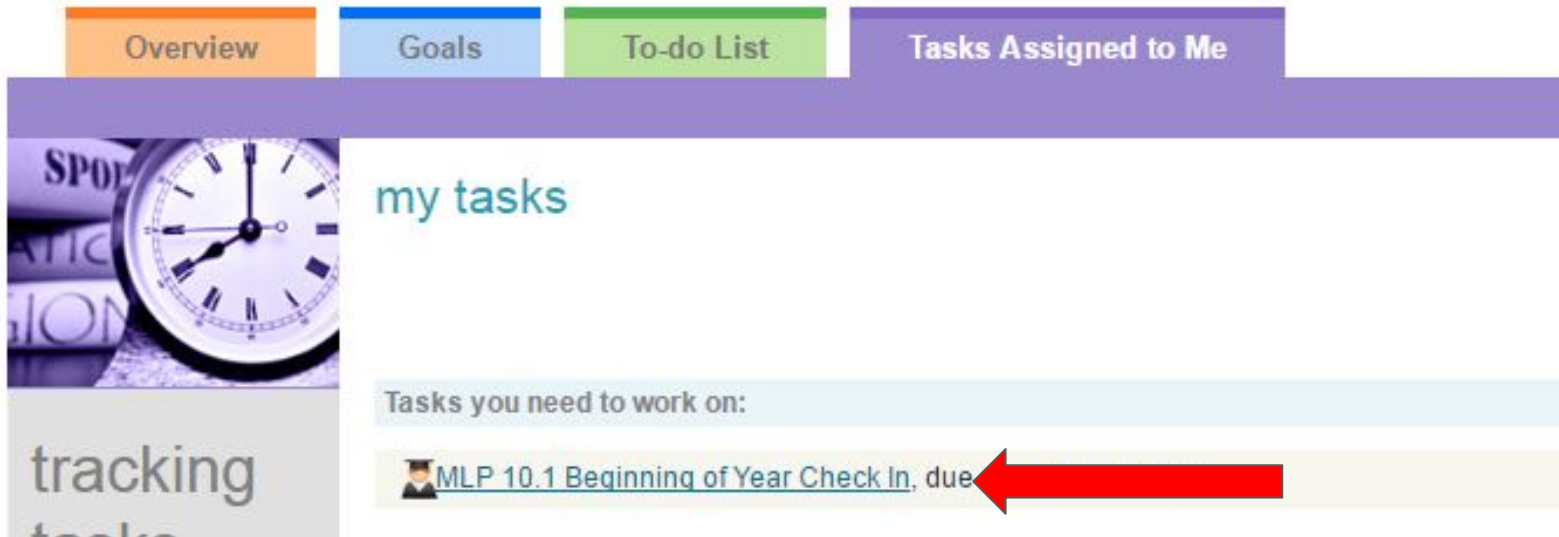 Overview
Goals
To-do List
Tasks Assigned to Me
my tasks
Tasks you need to work on:
MLP 10.1 Beginning of Year Check In, due
tracking